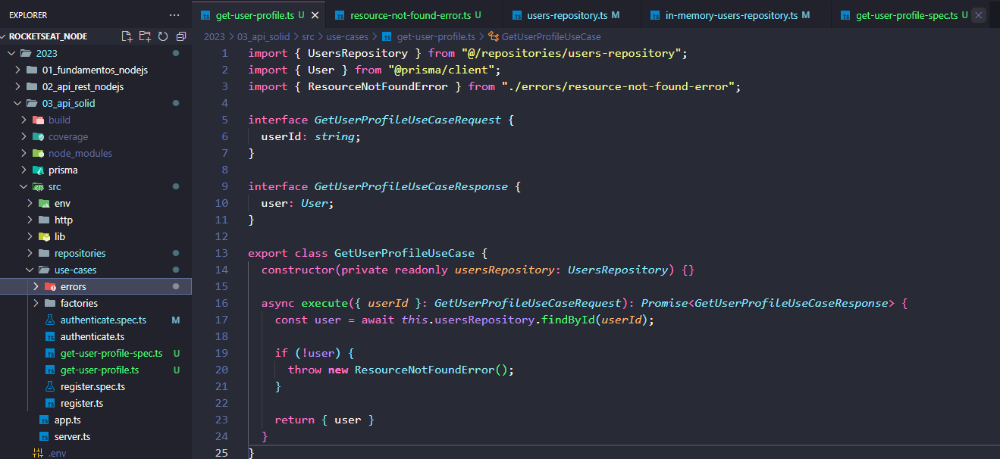 EXPLORER
ROCKETSEAT_NODE
2023
01_fundamentos_nodejs
02_api_rest_nodejs
03_api_solid
build
coverage
node_modules
prisma
src
env
http
lib
repositories
use-cases
errors
factories
authenticate.spec.ts M
authenticate.ts
get-user-profile-spec.ts U
get-user-profile.ts U
register.spec.ts
register.ts
app.ts
server.ts
.env
get-user-profile.ts U
resource-not-found-error.ts U
users-repository.ts M
in-memory-users-repository.ts M
get-user-profile-spec.ts U
2023 > 03_api_solid > src > use-cases > get-user-profile.ts > GetUserProfileUseCase
1 import { UsersRepository } from "@/repositories/users-repository";
2 import { User } from "@prisma/client";
3 import { ResourceNotFoundError } from "./errors/resource-not-found-error";
4
5 interface GetUserProfileUseCaseRequest {
6 userId: string;
7 }
8
9 interface GetUserProfileUseCaseResponse {
10 user: User;
11 }
12
13 export class GetUserProfileUseCase {
14 constructor(private readonly usersRepository: UsersRepository) {}
15
16 async execute({ userId }: GetUserProfileUseCaseRequest): Promise<GetUserProfileUseCaseResponse> {
17 const user = await this.usersRepository.findById(userId);
18
19 if (!user) {
20 throw new ResourceNotFoundError();
21 }
22
23 return { user }
24 }
25 }